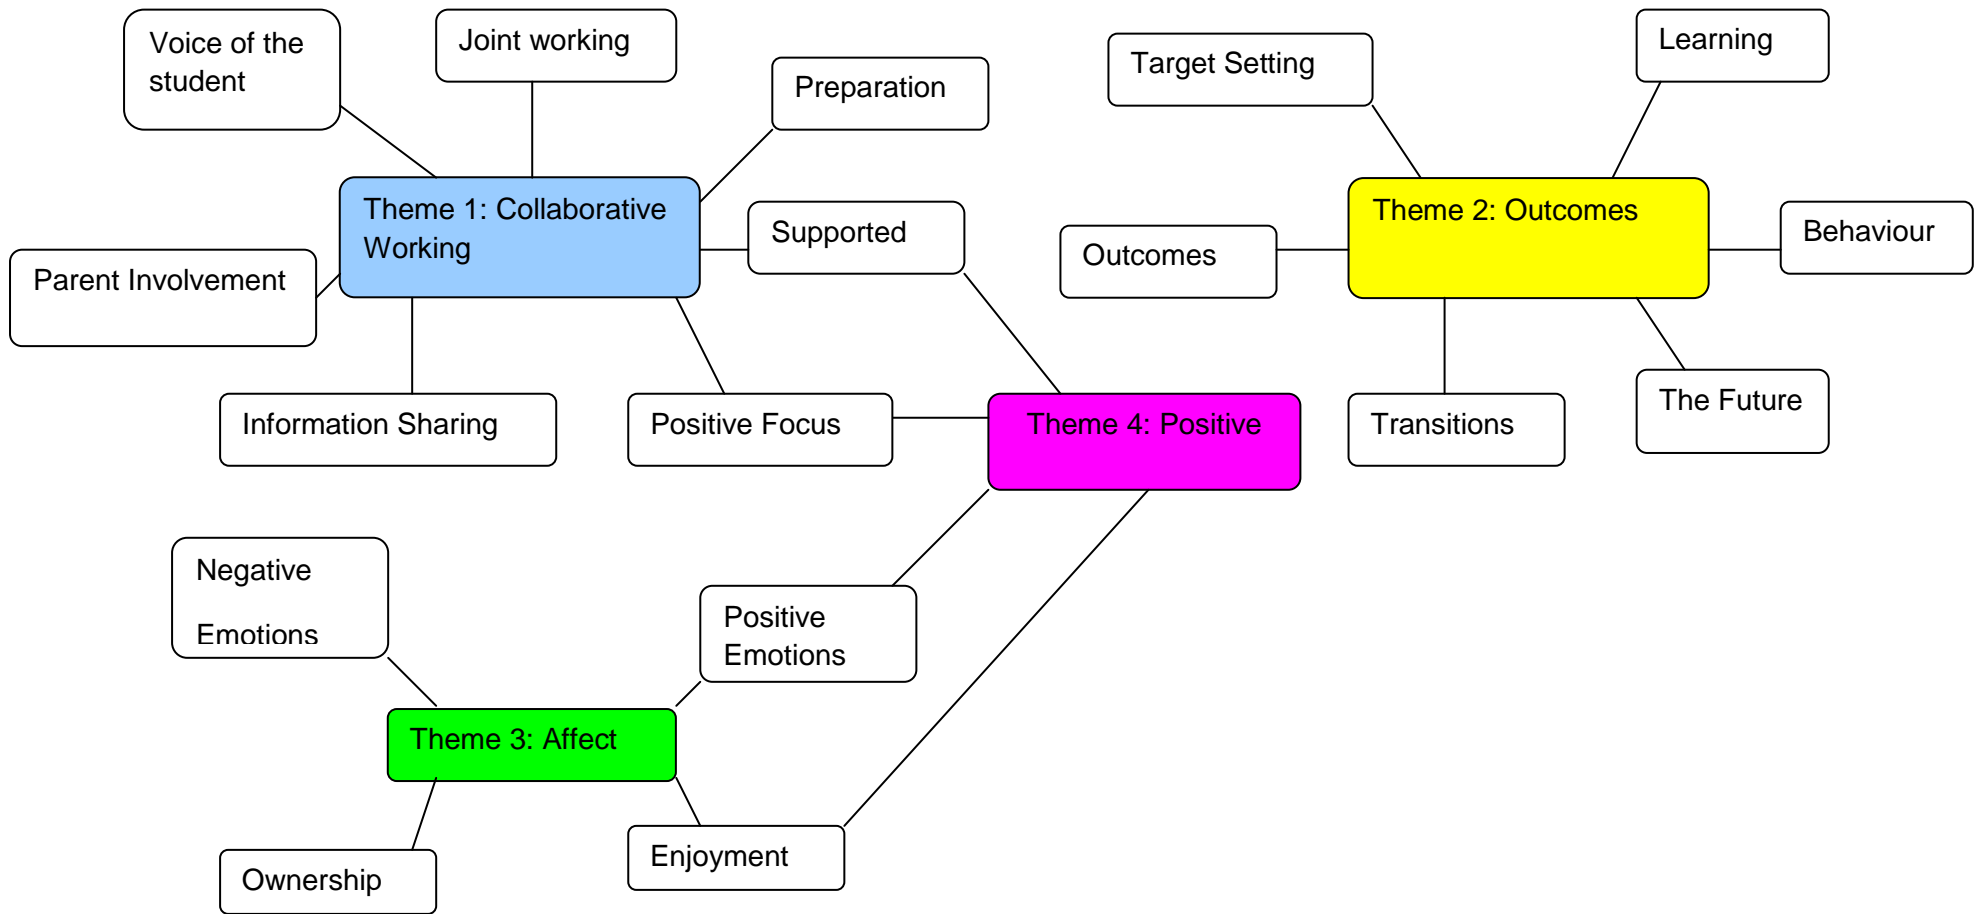 Voice of the
student
Joint working
Preparation
Target Setting
Learning
Theme 1: Collaborative
Working
Supported
Theme 2: Outcomes
Behaviour
Outcomes
Parent Involvement
Information Sharing
Positive Focus
Theme 4: Positive
Transitions
The Future
Negative
Emotions
Positive
Emotions
Theme 3: Affect
Enjoyment
Ownership